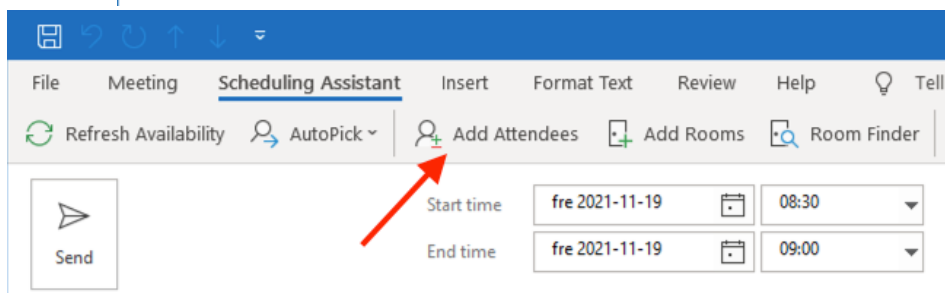 File Meeting Scheduling Assistant Insert Format Text Review Help Tell
Refresh Availability AutoPick Add Attendees Add Rooms Room Finder
Send
Start time fre 2021-11-19 08:30
End time fre 2021-11-19 09:00